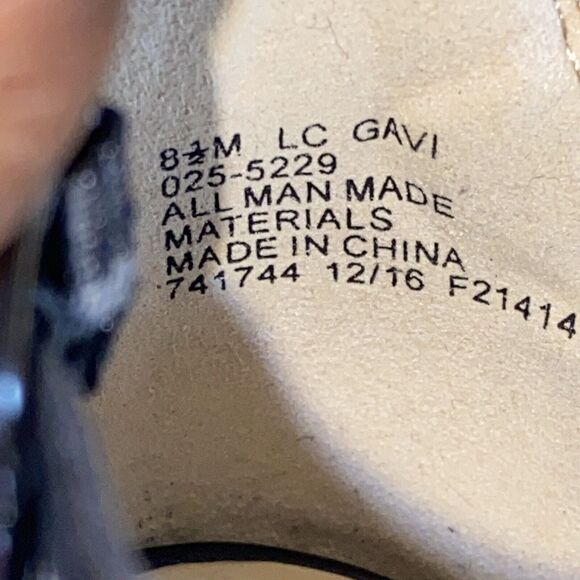 8½M LC GAVI
025-5229
ALL MAN MADE
MATERIALS
MADE IN CHINA
741744 12/16 F21414